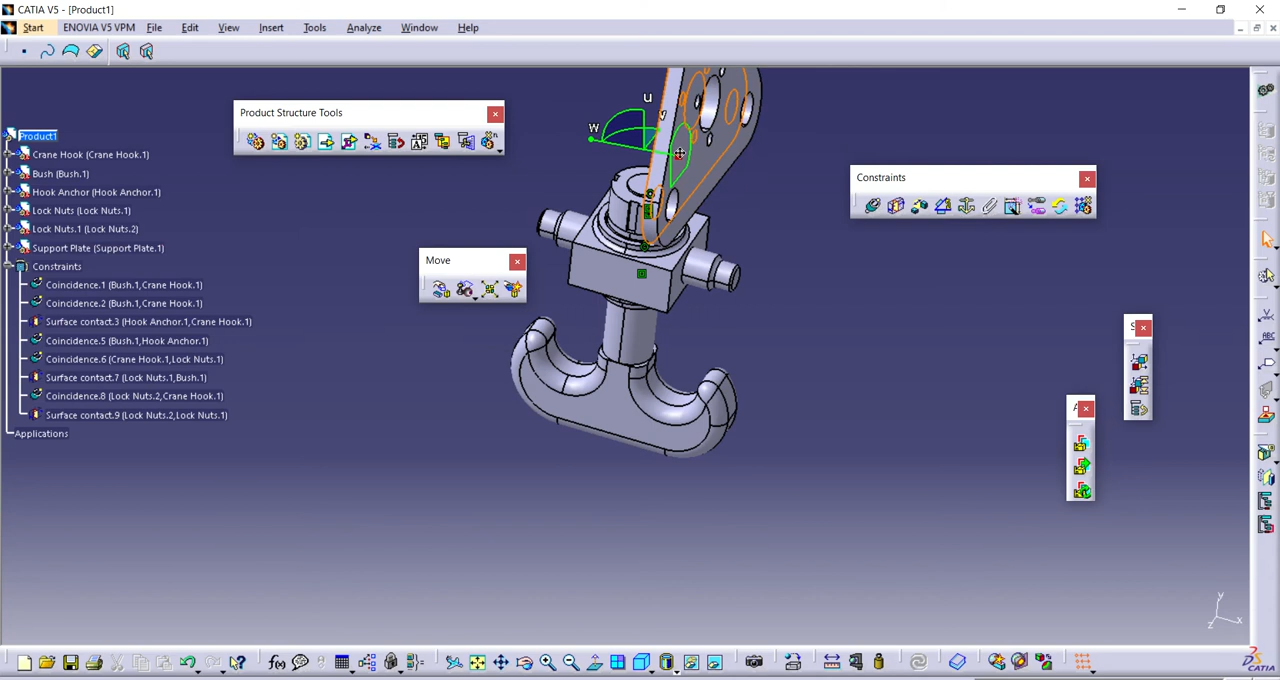 CATIA V5 - [Product1]
Start ENOVIA V5 VPM File Edit View Insert Tools Analyze Window Help
Product Structure Tools
Product1
Crane Hook (Crane Hook.1)
Bush (Bush.1)
Hook Anchor (Hook Anchor.1)
Lock Nuts (Lock Nuts.1)
Lock Nuts.1 (Lock Nuts.2)
Support Plate (Support Plate.1)
Constraints
Coincidence.1 (Bush.1,Crane Hook.1)
Coincidence.2 (Bush.1,Crane Hook.1)
Surface contact.3 (Hook Anchor.1,Crane Hook.1)
Coincidence.5 (Bush.1,Hook Anchor.1)
Coincidence.6 (Crane Hook.1,Lock Nuts.1)
Surface contact.7 (Lock Nuts.1,Bush.1)
Coincidence.8 (Lock Nuts.2,Crane Hook.1)
Surface contact.9 (Lock Nuts.2,Lock Nuts.1)
Applications
u
w
v
Move
Constraints
S
A
y
z
x
f(x)
CATIA